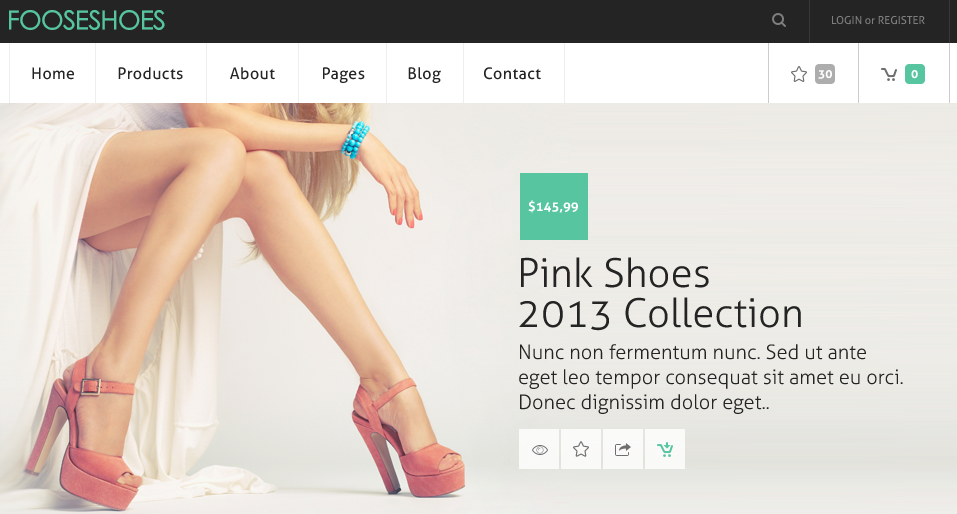 FOOSESHOES
LOGIN or REGISTER
Home Products About Pages Blog Contact 30 0
$145,99
Pink Shoes
2013 Collection
Nunc non fermentum nunc. Sed ut ante
eget leo tempor consequat sit amet eu orci.
Donec dignissim dolor eget..